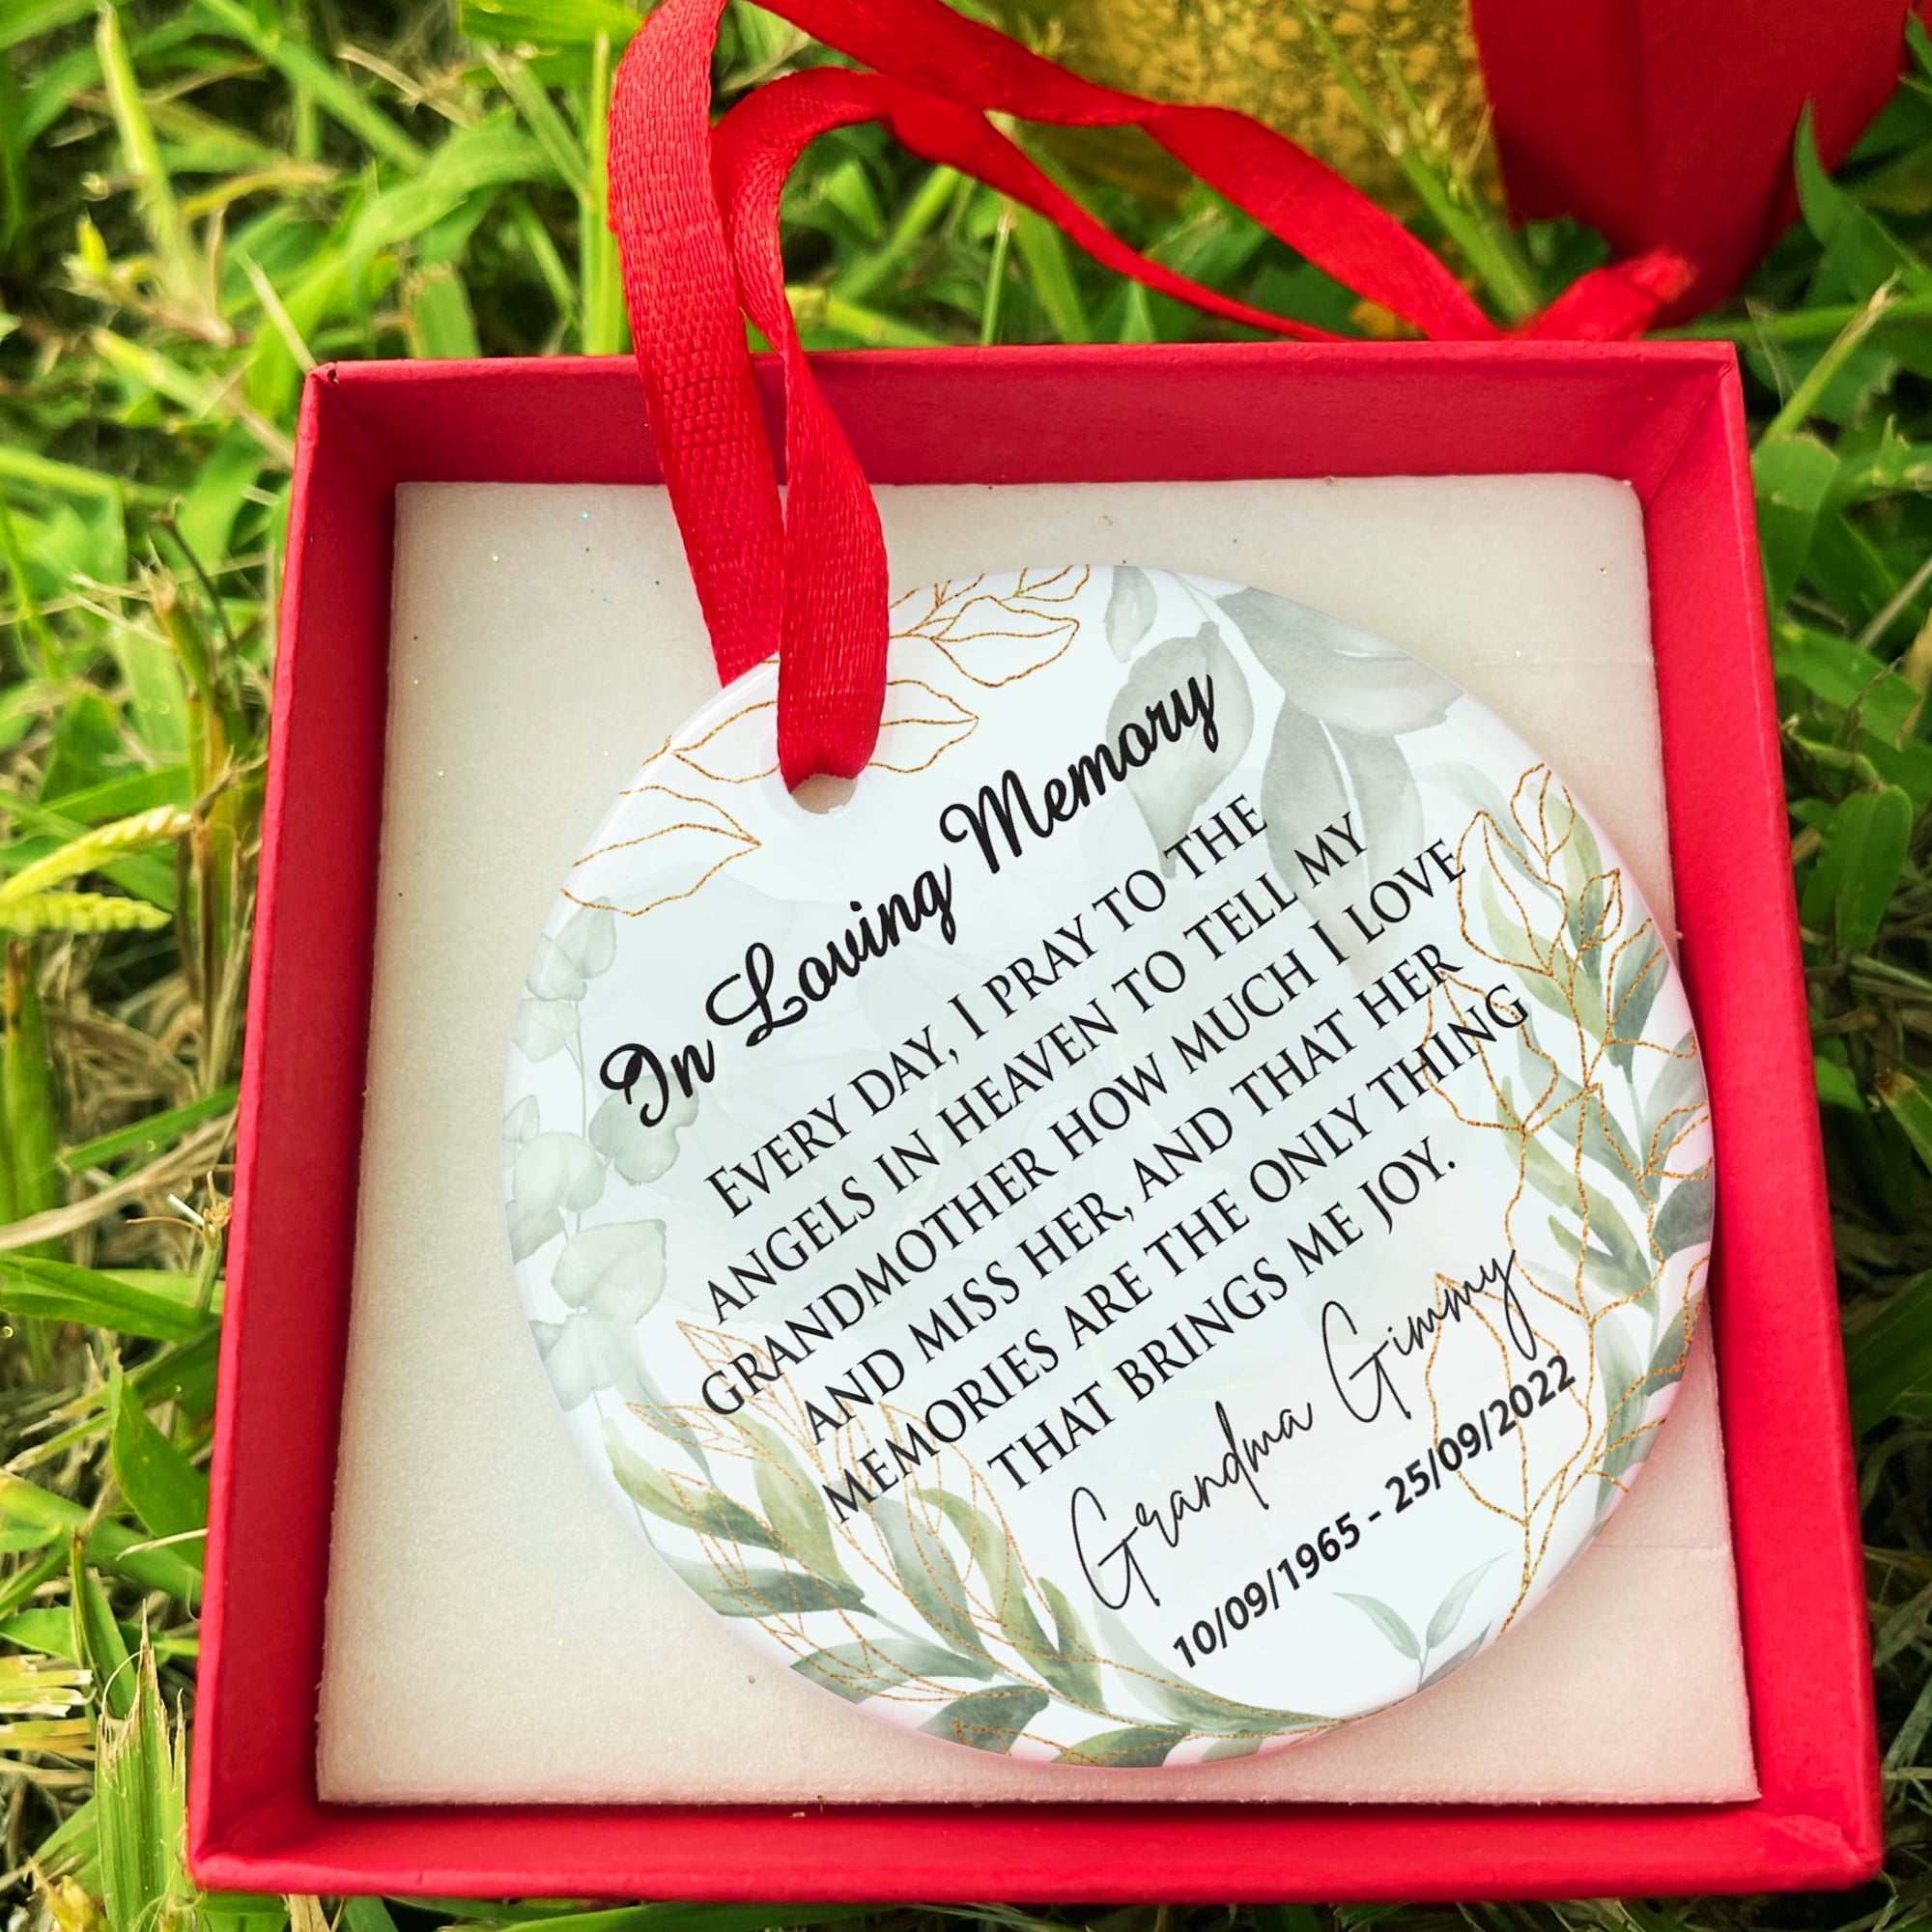 In Loving Memory
EVERY DAY, I PRAY TO THE
ANGELS IN HEAVEN TO TELL MY
GRANDMOTHER HOW MUCH I LOVE
AND MISS HER, AND THAT HER
MEMORIES ARE THE ONLY THING
THAT BRINGS ME JOY.
Grandma Gimmy
10/09/1965 - 25/09/2022